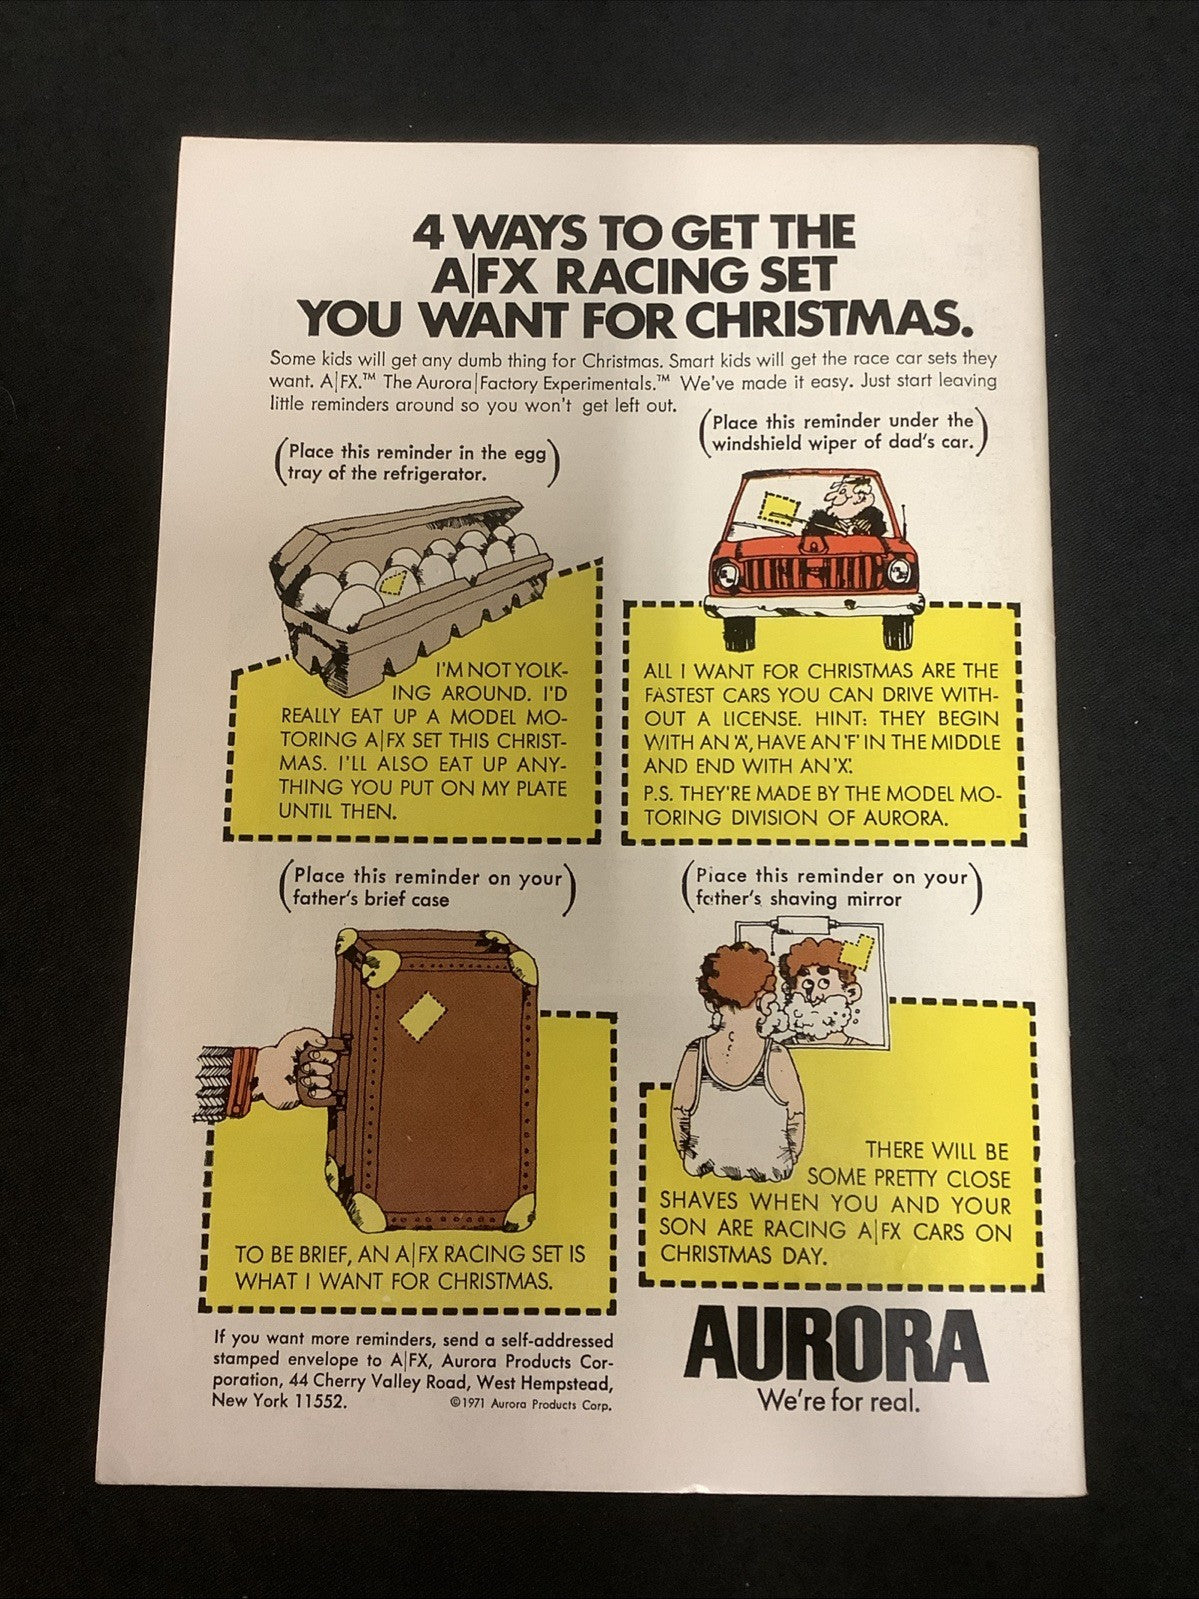 4 WAYS TO GET THE
A|FX RACING SET
YOU WANT FOR CHRISTMAS.
Some kids will get any dumb thing for Christmas. Smart kids will get the race car sets they
want. A|FX.™ The Aurora|Factory Experimentals.™ We've made it easy. Just start leaving
little reminders around so you won't get left out.
(Place this reminder in the egg
tray of the refrigerator.)
I'M NOT YOLK-
ING AROUND. I'D
REALLY EAT UP A MODEL MO-
TORING A|FX SET THIS CHRIST-
MAS. I'LL ALSO EAT UP ANY-
THING YOU PUT ON MY PLATE
UNTIL THEN.
(Place this reminder under the
windshield wiper of dad's car.)
ALL I WANT FOR CHRISTMAS ARE THE
FASTEST CARS YOU CAN DRIVE WITH-
OUT A LICENSE. HINT: THEY BEGIN
WITH AN 'A', HAVE AN 'F' IN THE MIDDLE
AND END WITH AN 'X'.
P.S. THEY'RE MADE BY THE MODEL MO-
TORING DIVISION OF AURORA.
(Place this reminder on your
father's brief case)
TO BE BRIEF, AN A|FX RACING SET IS
WHAT I WANT FOR CHRISTMAS.
(Place this reminder on your
father's shaving mirror)
THERE WILL BE
SOME PRETTY CLOSE
SHAVES WHEN YOU AND YOUR
SON ARE RACING A|FX CARS ON
CHRISTMAS DAY.
If you want more reminders, send a self-addressed
stamped envelope to A|FX, Aurora Products Cor-
poration, 44 Cherry Valley Road, West Hempstead,
New York 11552.
©1971 Aurora Products Corp.
AURORA
We're for real.